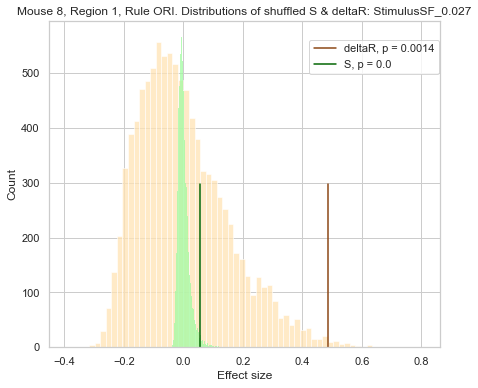 Mouse 8, Region 1, Rule ORI. Distributions of shuffled S & deltaR: StimulusSF_0.027
deltaR, p = 0.0014
S, p = 0.0
Count
500
400
300
200
100
0
-0.4 -0.2 0.0 0.2 0.4 0.6 0.8
Effect size